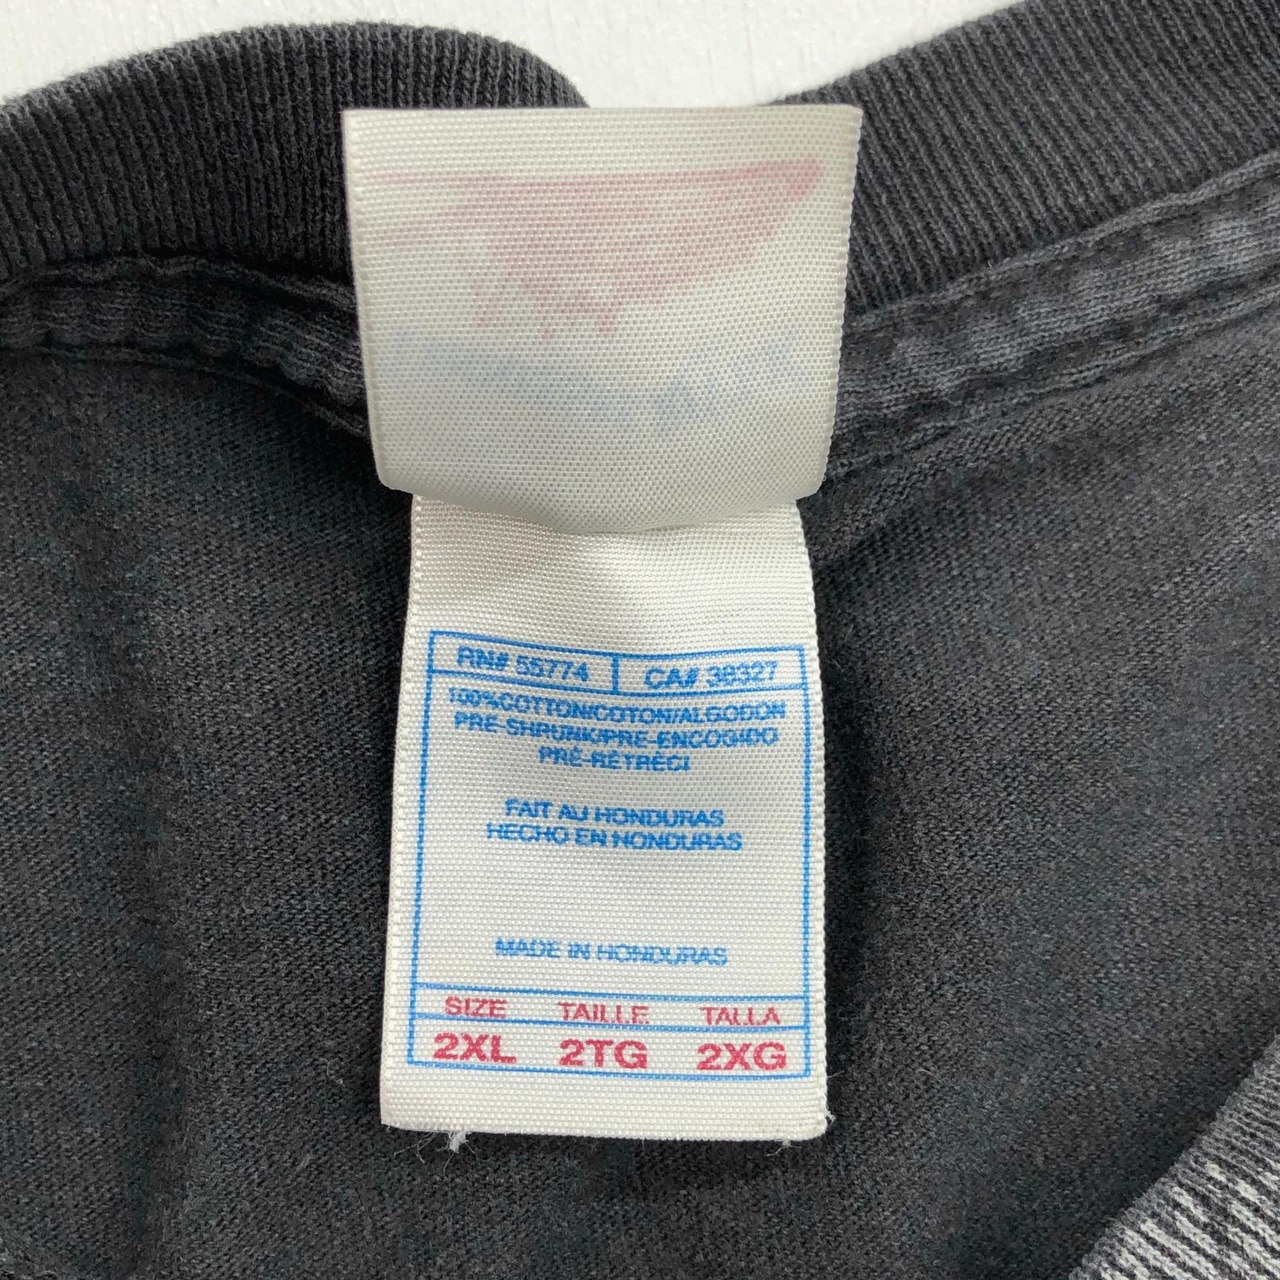 RN# 55774 CA# 38327
100%COTTON/COTON/ALGODON
PRE-SHRUNK/PRE-ENCOGIDO
PRÉ-RÉTRÉCI
FAIT AU HONDURAS
HECHO EN HONDURAS
MADE IN HONDURAS
SIZE TAILLE TALLA
2XL 2TG 2XG